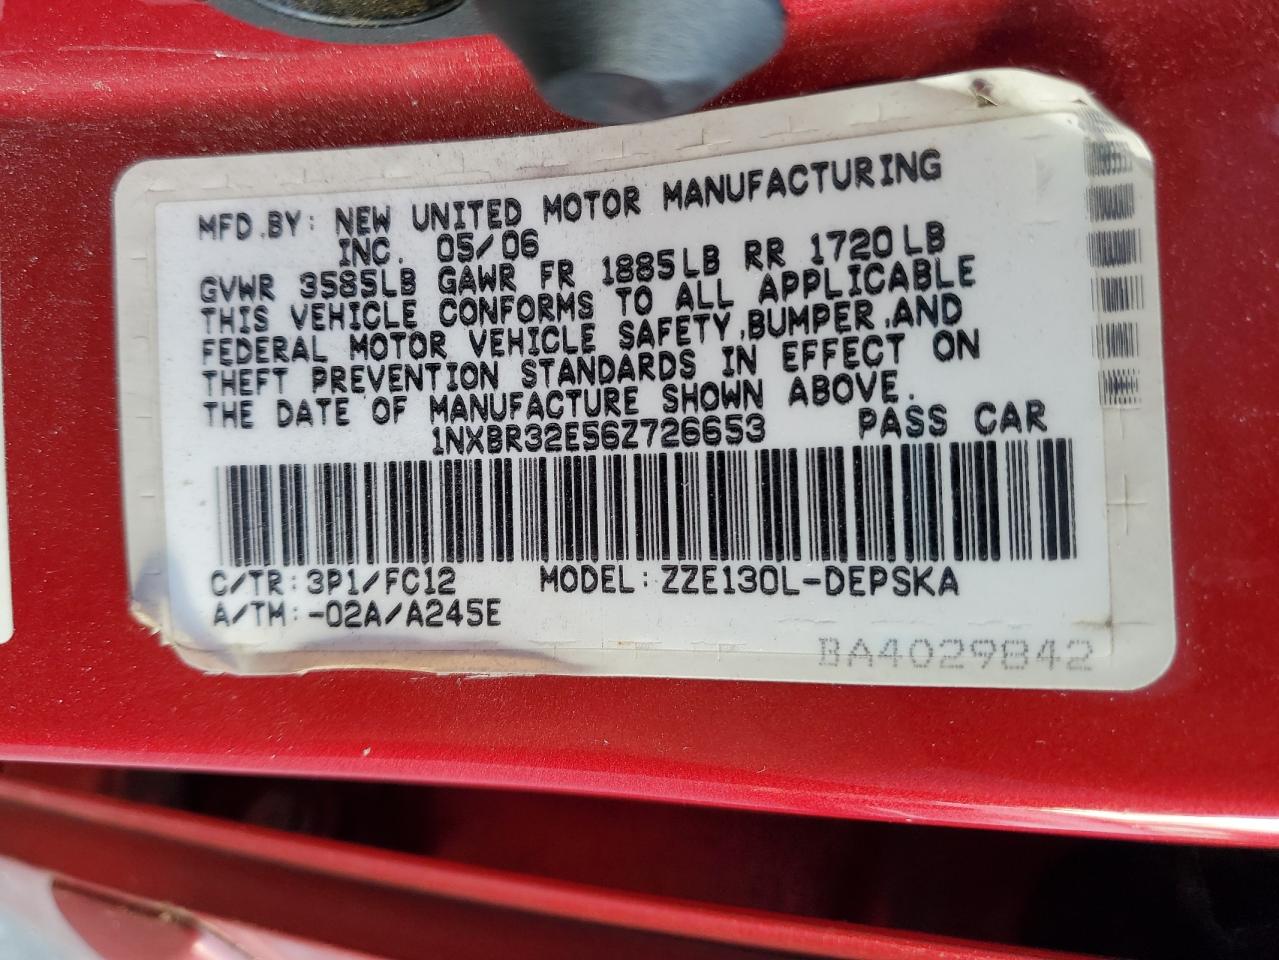 MFD.BY: NEW UNITED MOTOR MANUFACTURING
INC. 05/06
GVWR 3585LB GAWR FR 1885LB RR 1720LB
THIS VEHICLE CONFORMS TO ALL APPLICABLE
FEDERAL MOTOR VEHICLE SAFETY,BUMPER,AND
THEFT PREVENTION STANDARDS IN EFFECT ON
THE DATE OF MANUFACTURE SHOWN ABOVE.
1NXBR32E56Z726653 PASS CAR
C/TR:3P1/FC12 MODEL:ZZE130L-DEPSKA
A/TM:-02A/A245E
BA4029842